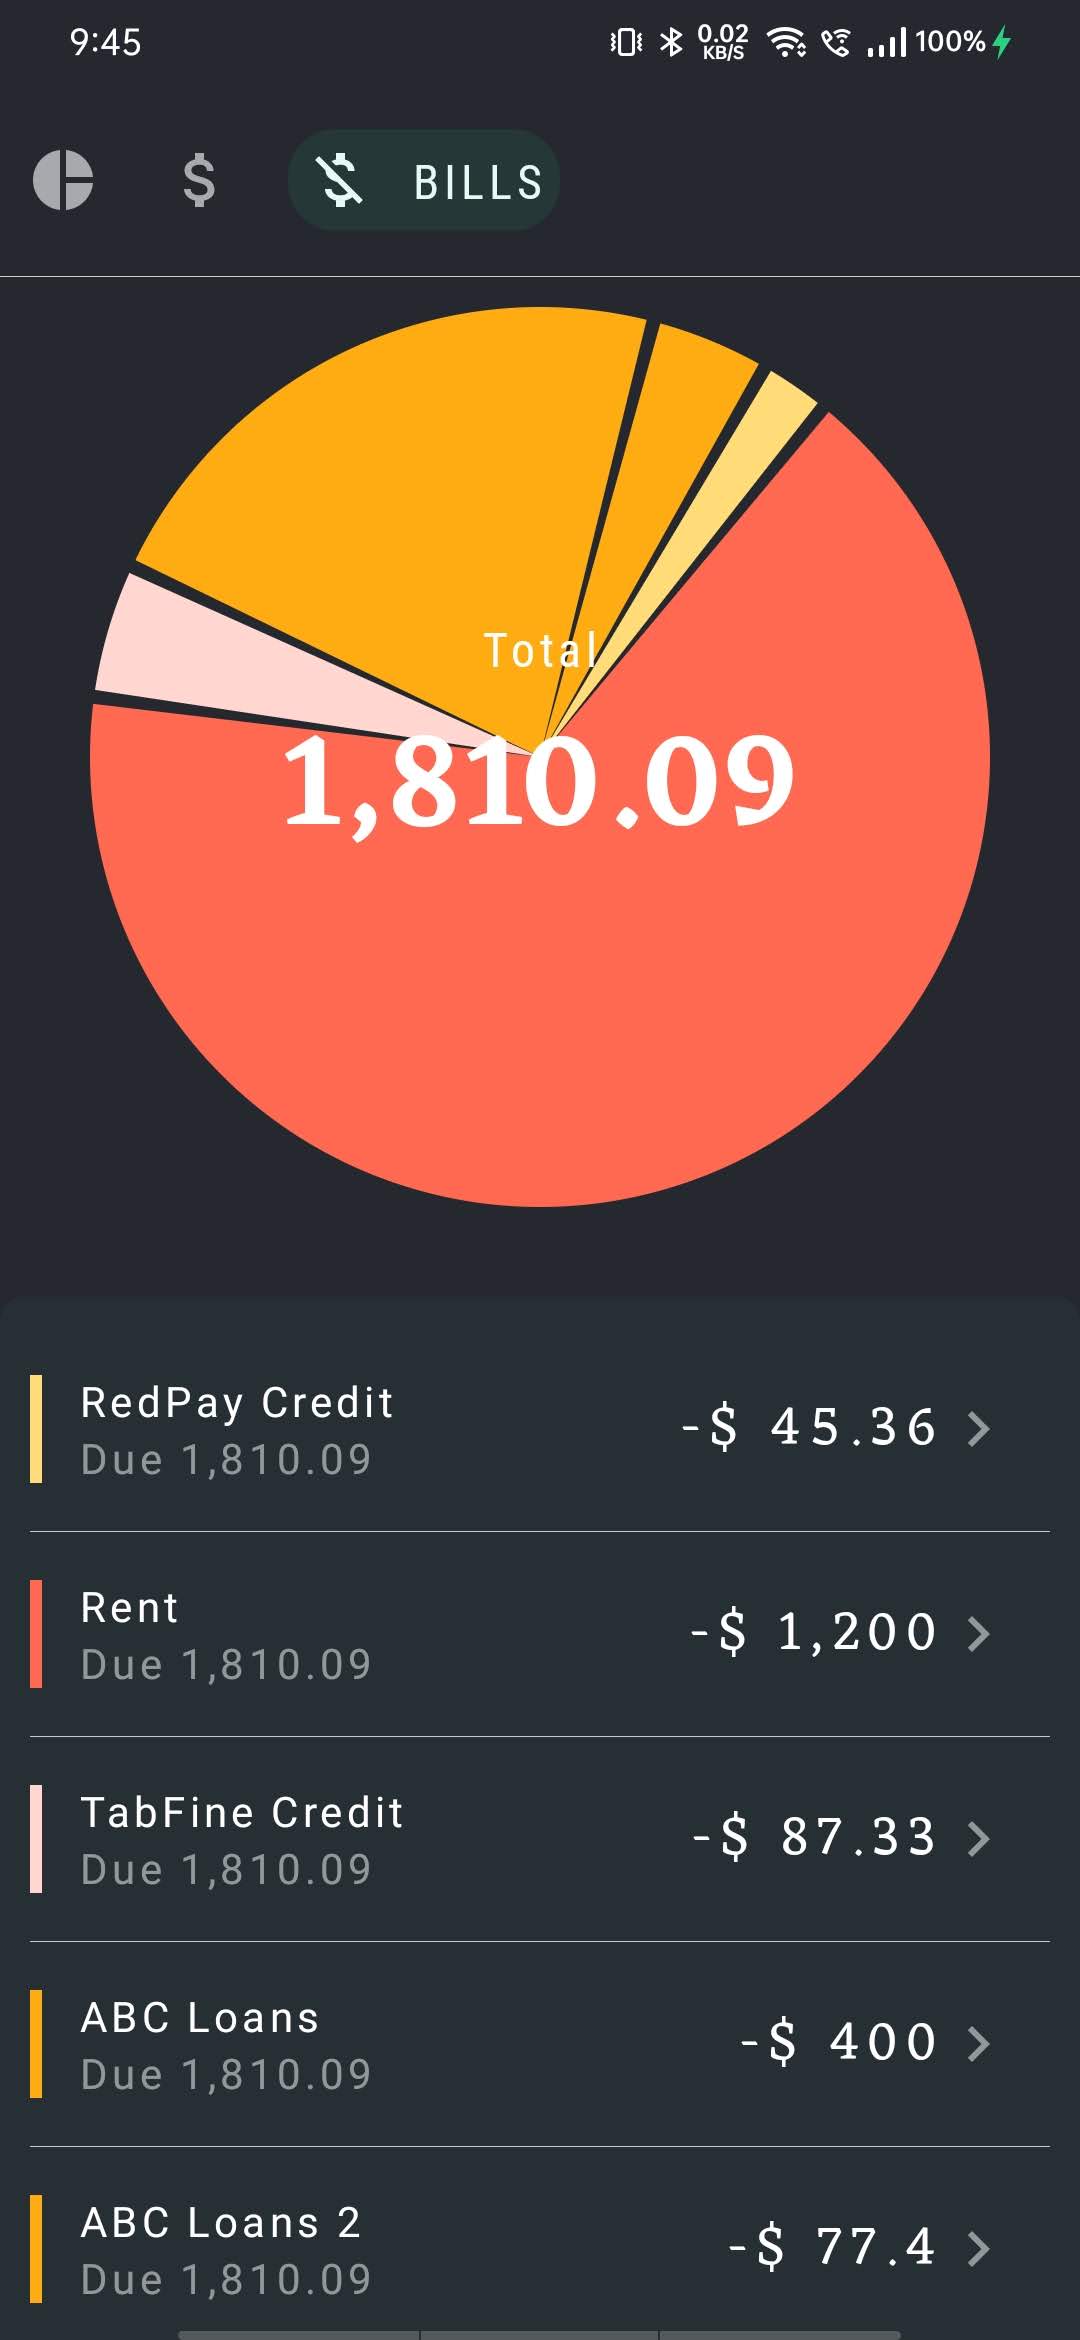 9:45 0.02 KB/S 100%
BILLS
Total
1,810.09
RedPay Credit
-$ 45.36
Due 1,810.09
Rent
-$ 1,200
Due 1,810.09
TabFine Credit
-$ 87.33
Due 1,810.09
ABC Loans
-$ 400
Due 1,810.09
ABC Loans 2
-$ 77.4
Due 1,810.09